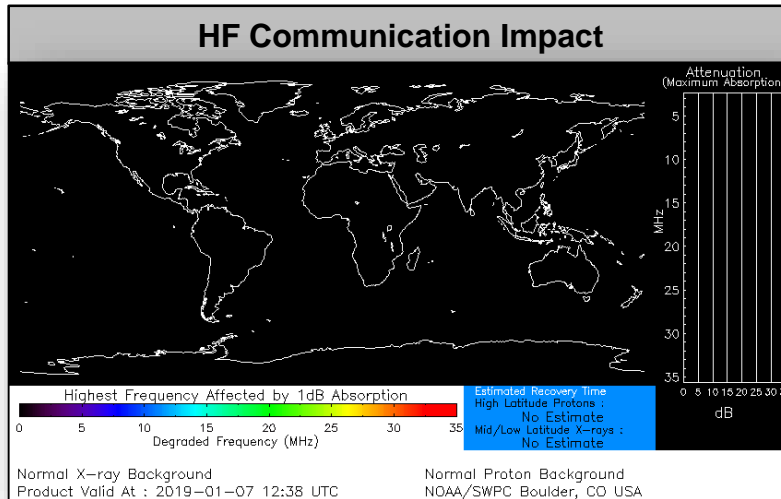 HF Communication Impact
Attenuation
(Maximum Absorption)
5
10
15
20
25
30
35
MHz
0 5 10 15 20 25 30
dB
Highest Frequency Affected by 1dB Absorption
0 5 10 15 20 25 30 35
Degraded Frequency (MHz)
Estimated Recovery Time
High Latitude Protons :
No Estimate
Mid/Low Latitude X-rays :
No Estimate
Normal X-ray Background
Product Valid At : 2019-01-07 12:38 UTC
Normal Proton Background
NOAA/SWPC Boulder, CO USA